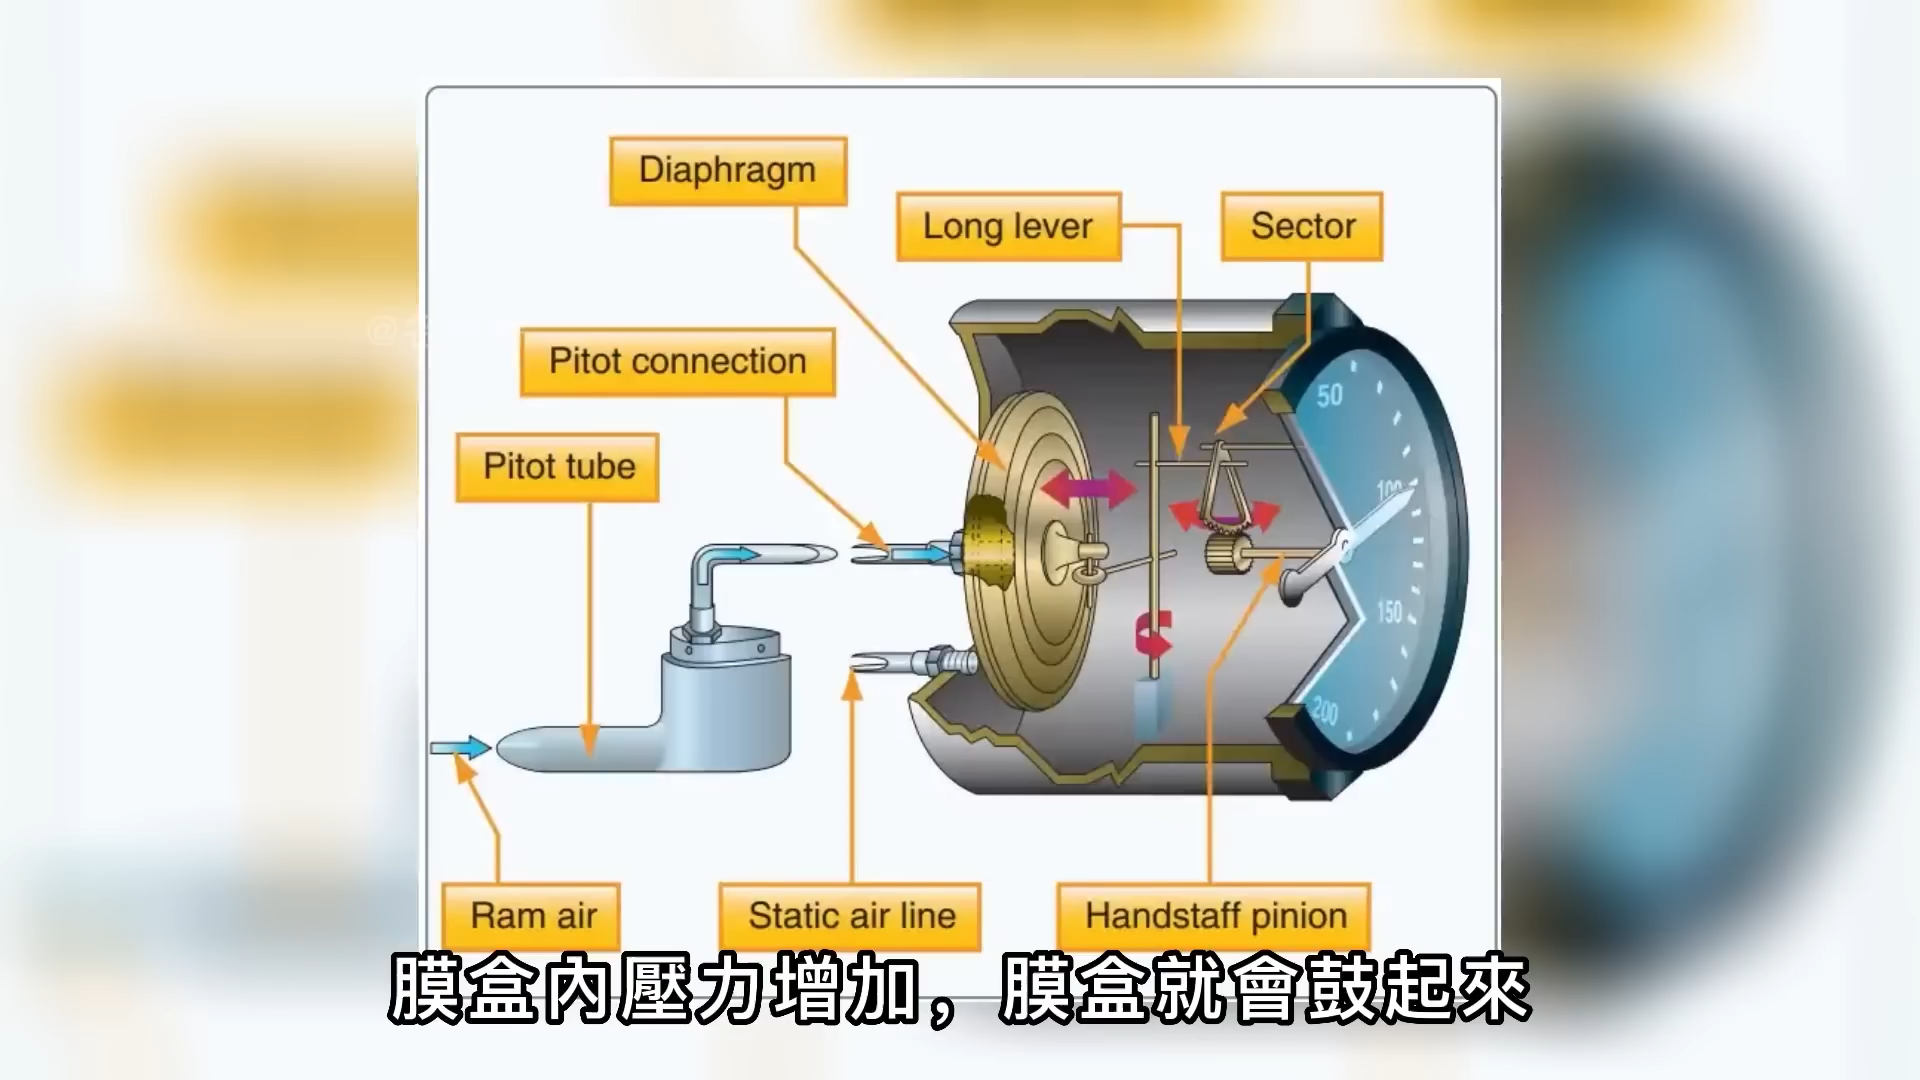 Diaphragm
Long lever
Sector
Pitot connection
Pitot tube
50
100
150
200
Ram air
Static air line
Handstaff pinion
膜盒內壓力增加，膜盒就會鼓起來